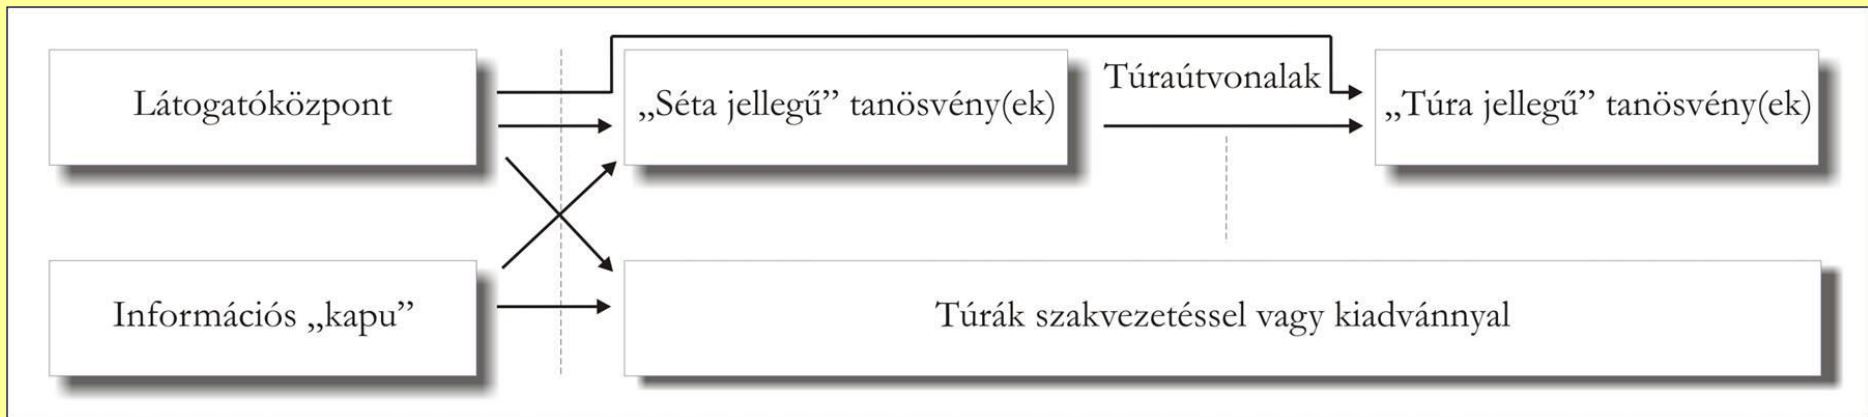 Látogatóközpont
„Séta jellegű” tanösvény(ek)
Túraútvonalak
„Túra jellegű” tanösvény(ek)
Információs „kapu”
Túrák szakvezetéssel vagy kiadvánnyal